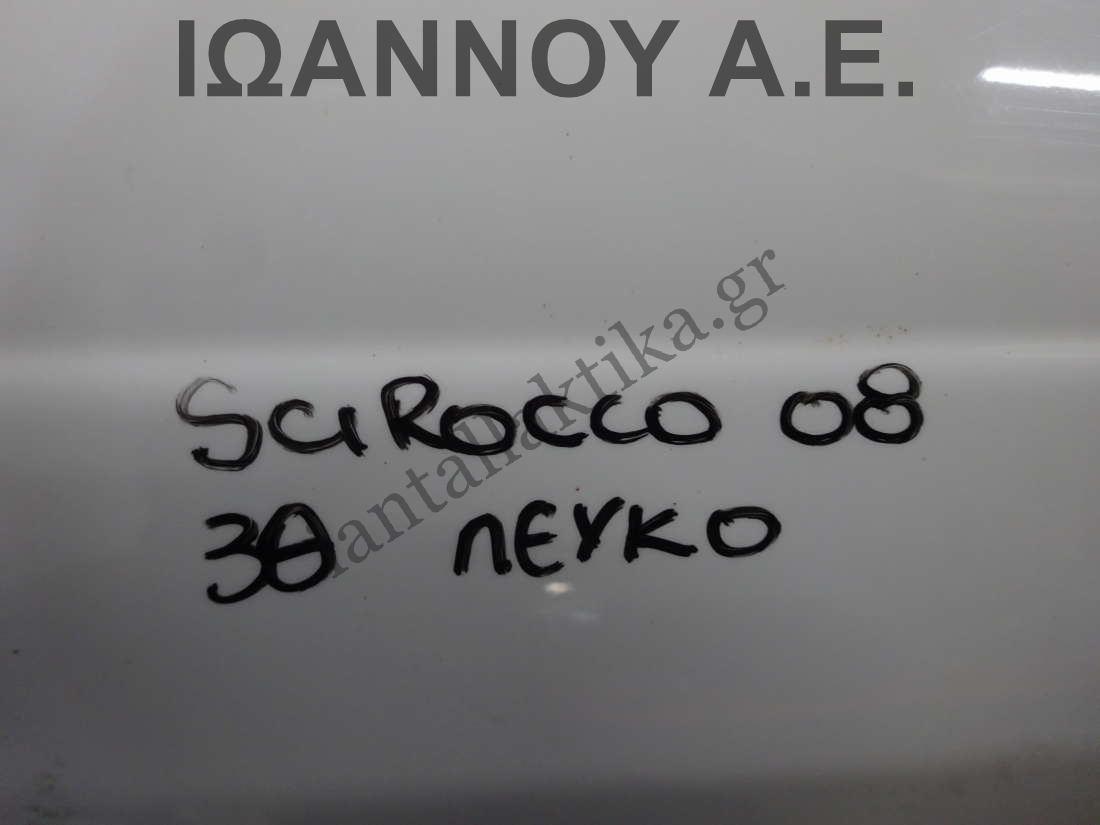 ΙΩΑΝΝΟΥ Α.Ε.
antallaktika.gr
SCIROCCO 08
3Θ ΛΕΥΚΟ